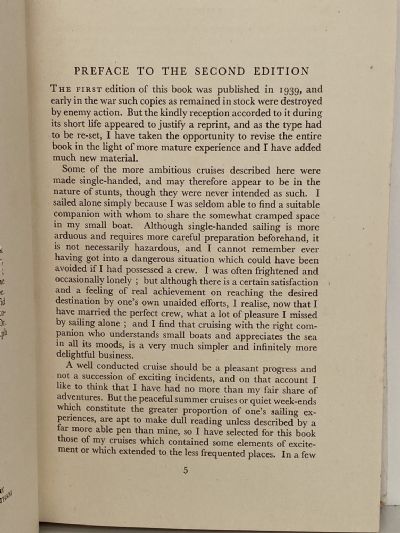 PREFACE TO THE SECOND EDITION
THE FIRST edition of this book was published in 1939, and
early in the war such copies as remained in stock were destroyed
by enemy action. But the kindly reception accorded to it during
its short life appeared to justify a reprint, and as the type had
to be re-set, I have taken the opportunity to revise the entire
book in the light of more mature experience and I have added
much new material.
Some of the more ambitious cruises described here were
made single-handed, and may therefore appear to be in the
nature of stunts, though they were never intended as such. I
sailed alone simply because I was seldom able to find a suitable
companion with whom to share the somewhat cramped space
in my small boat. Although single-handed sailing is more
arduous and requires more careful preparation beforehand, it
is not necessarily hazardous, and I cannot remember ever
having got into a dangerous situation which could have been
avoided if I had possessed a crew. I was often frightened and
occasionally lonely ; but although there is a certain satisfaction
and a feeling of real achievement on reaching the desired
destination by one's own unaided efforts, I realise, now that I
have married the perfect crew, what a lot of pleasure I missed
by sailing alone ; and I find that cruising with the right com-
panion who understands small boats and appreciates the sea
in all its moods, is a very much simpler and infinitely more
delightful business.
A well conducted cruise should be a pleasant progress and
not a succession of exciting incidents, and on that account I
like to think that I have had no more than my fair share of
adventures. But the peaceful summer cruises or quiet week-ends
which constitute the greater proportion of one's sailing ex-
periences, are apt to make dull reading unless described by a
far more able pen than mine, so I have selected for this book
those of my cruises which contained some elements of excite-
ment or which extended to the less frequented places. In a few
5